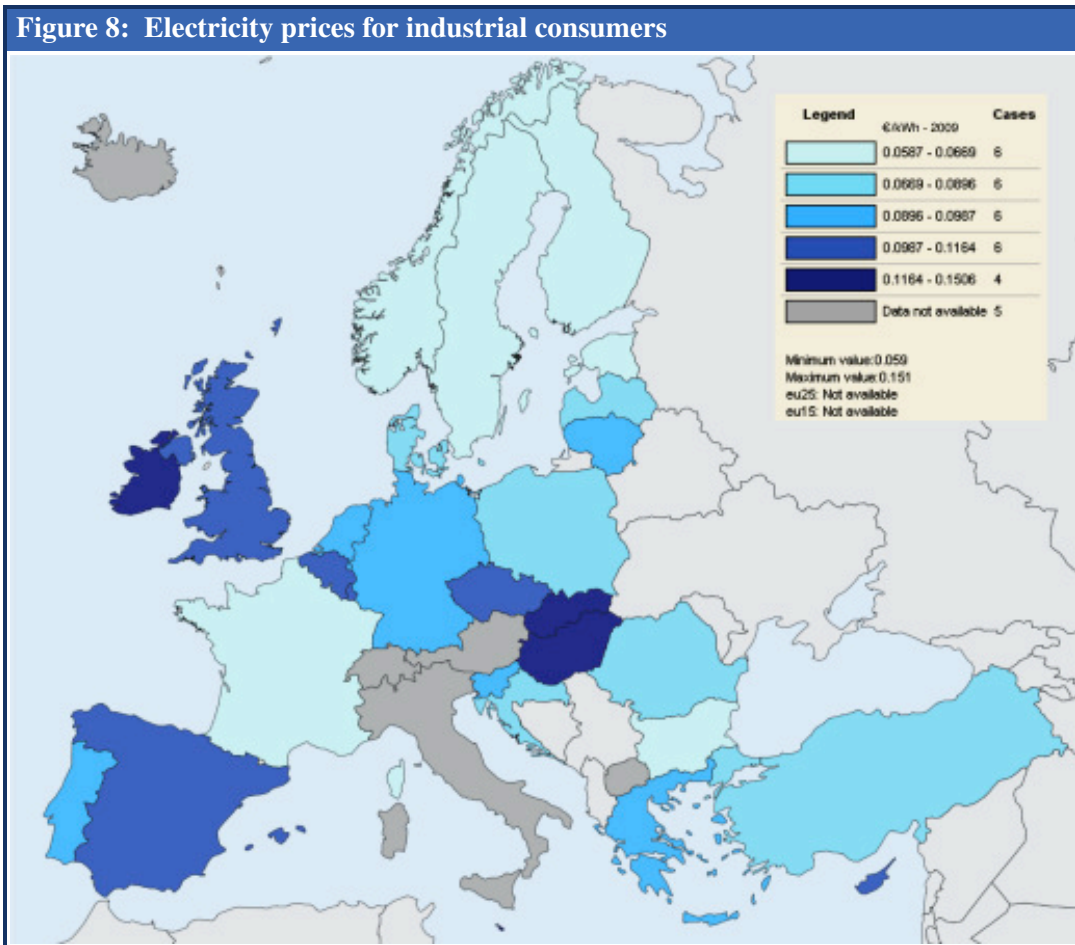 Figure 8: Electricity prices for industrial consumers
Legend €/kWh - 2009 Cases
0.0587 - 0.0669 6
0.0669 - 0.0896 6
0.0896 - 0.0987 6
0.0987 - 0.1164 6
0.1164 - 0.1506 4
Data not available 5
Minimum value:0.059
Maximum value:0.151
eu25: Not available
eu15: Not available